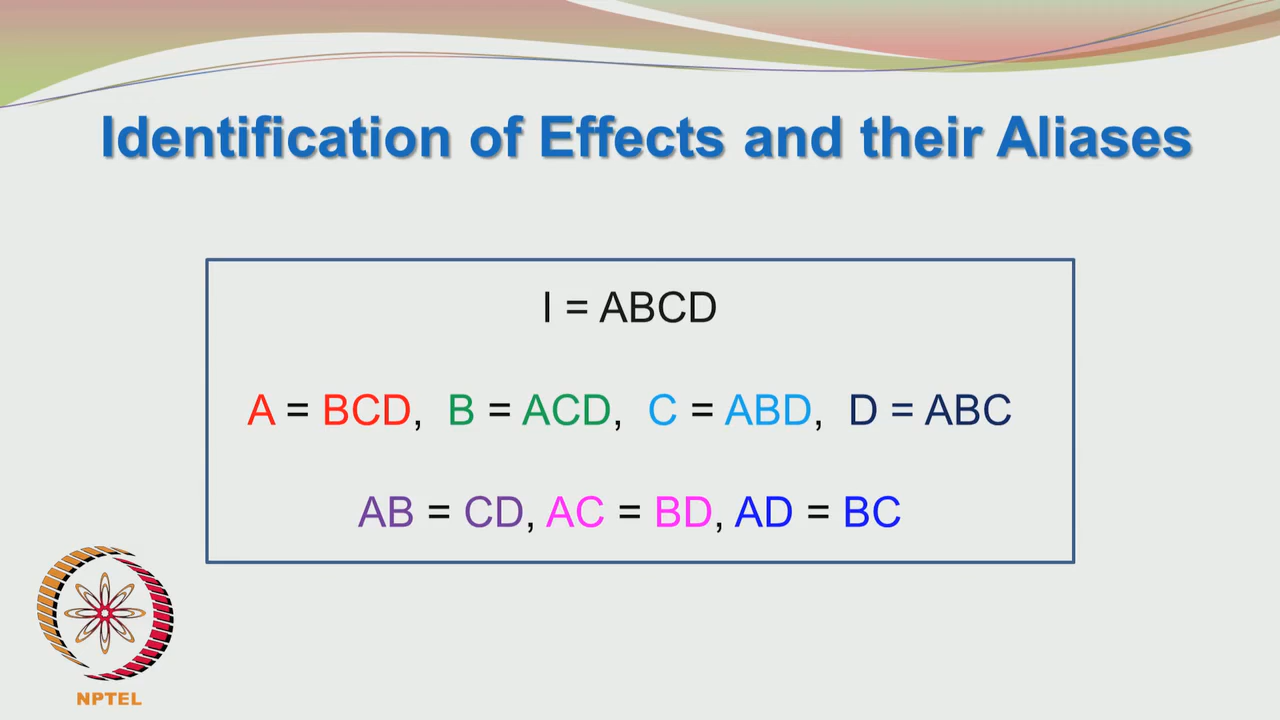 Identification of Effects and their Aliases
I = ABCD
A = BCD, B = ACD, C = ABD, D = ABC
AB = CD, AC = BD, AD = BC
NPTEL